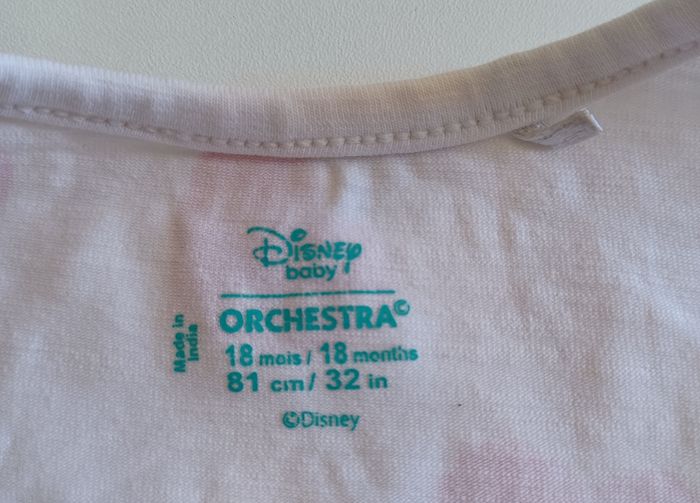 Disney
baby
ORCHESTRA©
Made in
India
18 mois / 18 months
81 cm / 32 in
©Disney